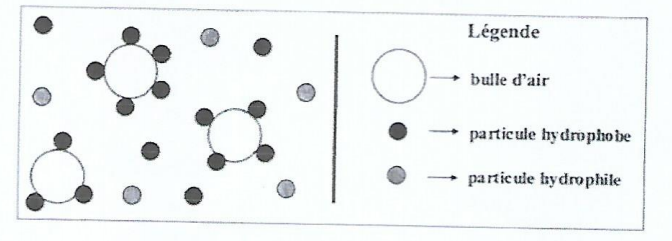 Légende
bulle d'air
particule hydrophobe
particule hydrophile